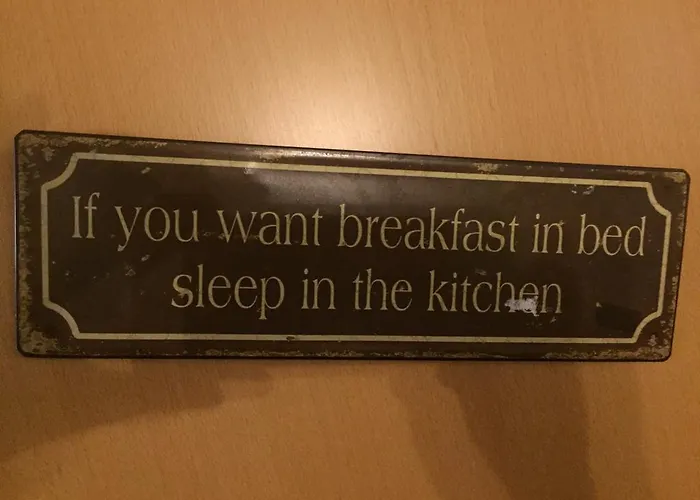 If you want breakfast in bed
sleep in the kitchen